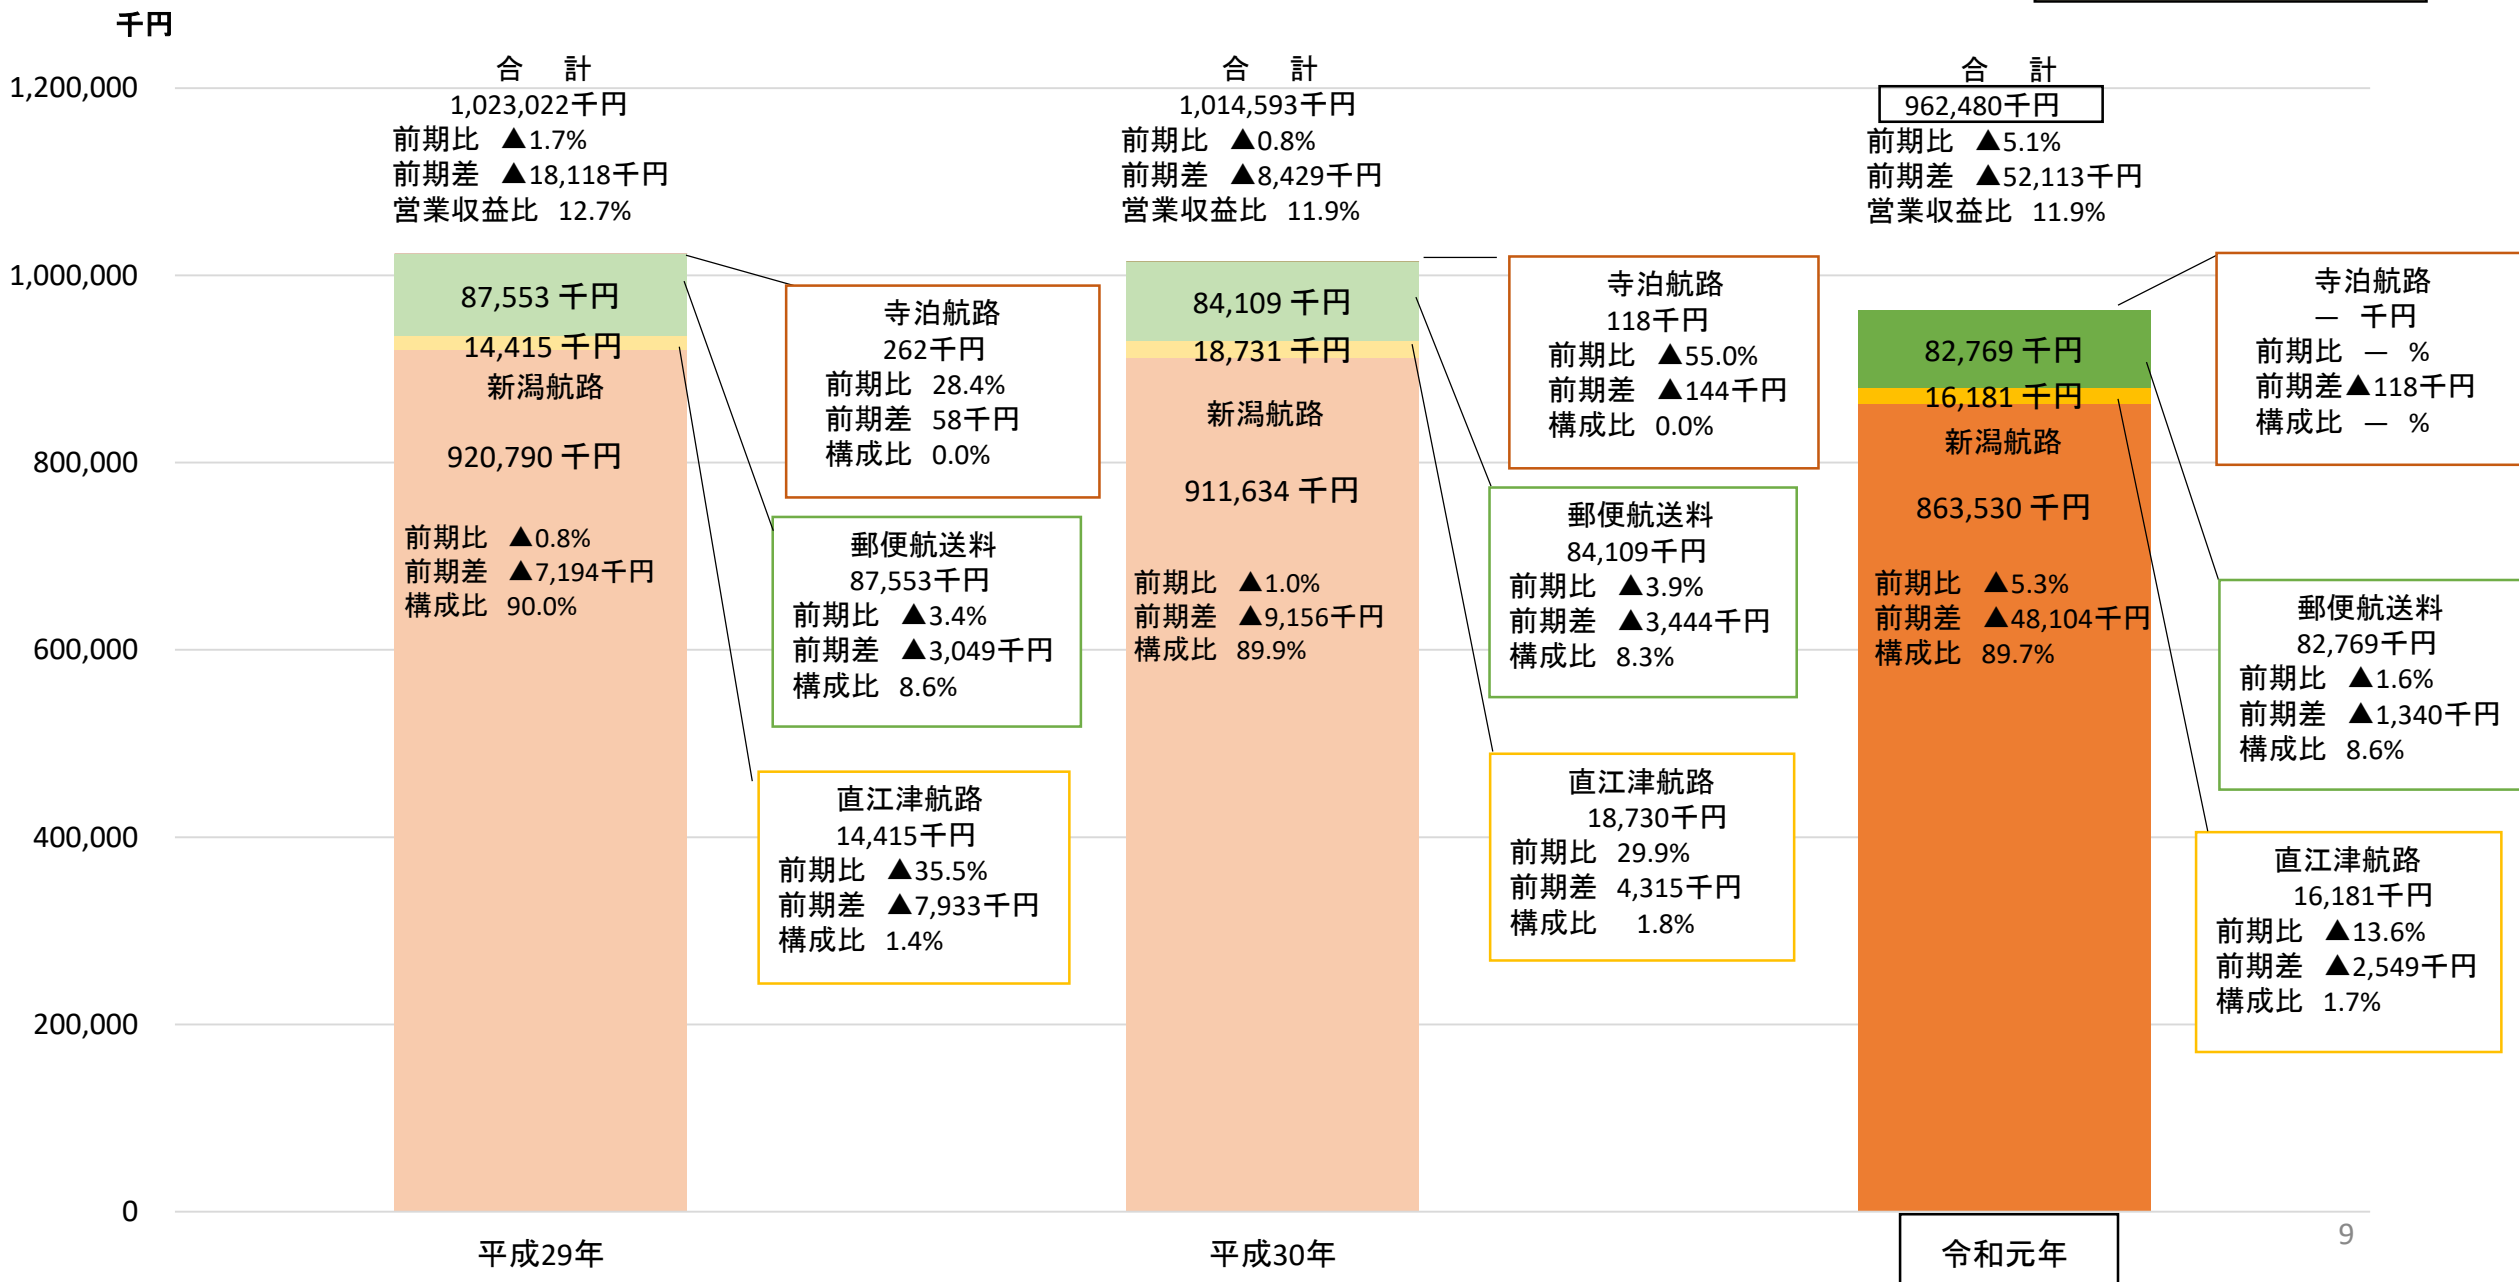 千円
1,200,000
1,000,000
800,000
600,000
400,000
200,000
0
合 計
1,023,022千円
前期比 ▲1.7%
前期差 ▲18,118千円
営業収益比 12.7%
87,553 千円
14,415 千円
新潟航路
920,790 千円
前期比 ▲0.8%
前期差 ▲7,194千円
構成比 90.0%
寺泊航路
262千円
前期比 28.4%
前期差 58千円
構成比 0.0%
郵便航送料
87,553千円
前期比 ▲3.4%
前期差 ▲3,049千円
構成比 8.6%
直江津航路
14,415千円
前期比 ▲35.5%
前期差 ▲7,933千円
構成比 1.4%
平成29年
合 計
1,014,593千円
前期比 ▲0.8%
前期差 ▲8,429千円
営業収益比 11.9%
84,109 千円
18,731 千円
新潟航路
911,634 千円
前期比 ▲1.0%
前期差 ▲9,156千円
構成比 89.9%
寺泊航路
118千円
前期比 ▲55.0%
前期差 ▲144千円
構成比 0.0%
郵便航送料
84,109千円
前期比 ▲3.9%
前期差 ▲3,444千円
構成比 8.3%
直江津航路
18,730千円
前期比 29.9%
前期差 4,315千円
構成比 1.8%
平成30年
合 計
962,480千円
前期比 ▲5.1%
前期差 ▲52,113千円
営業収益比 11.9%
82,769 千円
16,181 千円
新潟航路
863,530 千円
前期比 ▲5.3%
前期差 ▲48,104千円
構成比 89.7%
寺泊航路
― 千円
前期比 ― %
前期差▲118千円
構成比 ― %
郵便航送料
82,769千円
前期比 ▲1.6%
前期差 ▲1,340千円
構成比 8.6%
直江津航路
16,181千円
前期比 ▲13.6%
前期差 ▲2,549千円
構成比 1.7%
令和元年
9